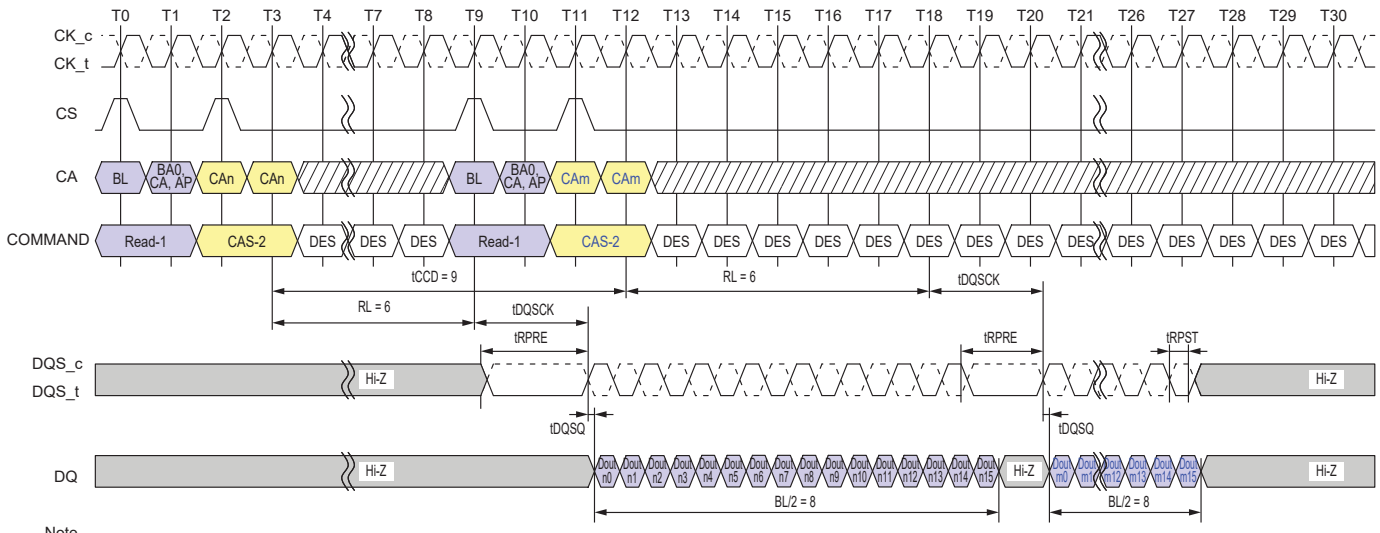 T0 T1 T2 T3 T4 T7 T8 T9 T10 T11 T12 T13 T14 T15 T16 T17 T18 T19 T20 T21 T26 T27 T28 T29 T30
CK_c
CK_t
CS
CA BL BA0, CA, AP CAn CAn BL BA0, CA, AP CAm CAm
COMMAND Read-1 CAS-2 DES DES DES Read-1 CAS-2 DES DES DES DES DES DES DES DES DES DES DES DES DES DES
tCCD = 9 RL = 6 tDQSCK
RL = 6 tDQSCK
tRPRE tRPRE tRPST
DQS_c
DQS_t
Hi-Z Hi-Z
tDQSQ tDQSQ
DQ Hi-Z Dout n0 Dout n1 Dout n2 Dout n3 Dout n4 Dout n5 Dout n6 Dout n7 Dout n8 Dout n9 Dout n10 Dout n11 Dout n12 Dout n13 Dout n14 Dout n15 Hi-Z Dout m0 Dout m1 Dout m12 Dout m13 Dout m14 Dout m15 Hi-Z
BL/2 = 8 BL/2 = 8
Note